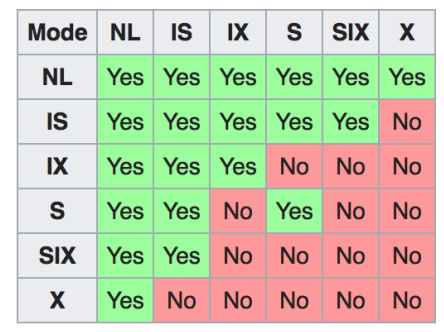 Mode NL IS IX S SIX X
NL Yes Yes Yes Yes Yes Yes
IS Yes Yes Yes Yes Yes No
IX Yes Yes Yes No No No
S Yes Yes No Yes No No
SIX Yes Yes No No No No
X Yes No No No No No